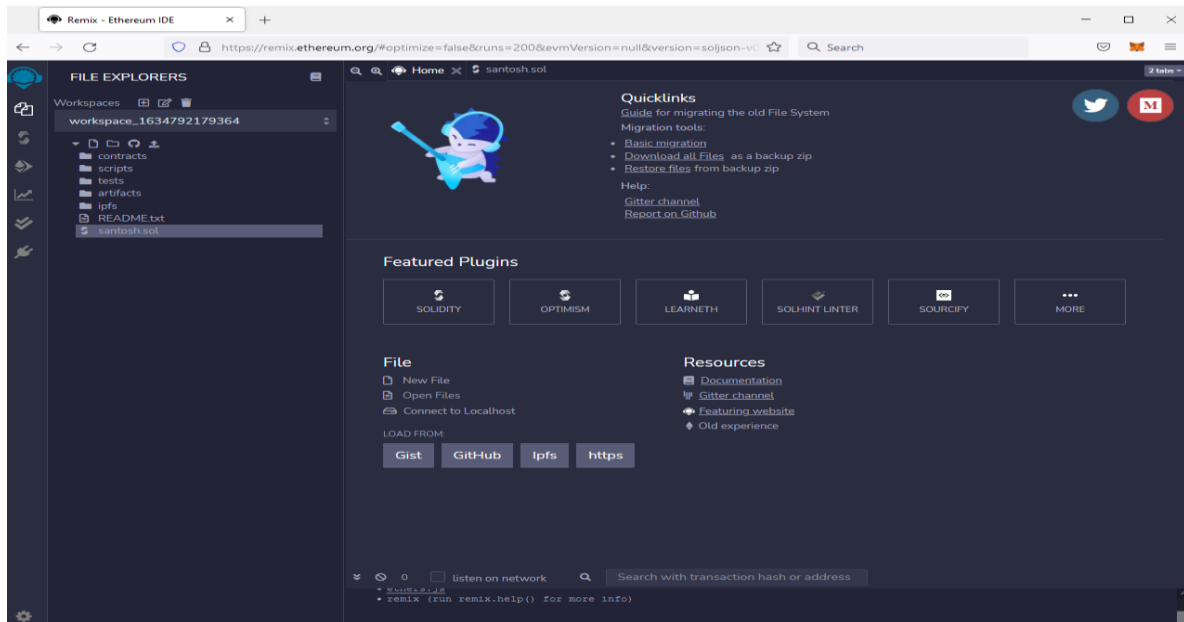 Remix - Ethereum IDE
https://remix.ethereum.org/#optimize=false&runs=200&evmVersion=null&version=soljson-v0
Search
FILE EXPLORERS
Workspaces
workspace_1634792179364
contracts
scripts
tests
artifacts
ipfs
README.txt
santosh.sol
Home
santosh.sol
2 tabs
Quicklinks
Guide for migrating the old File System
Migration tools:
• Basic migration
• Download all Files as a backup zip
• Restore files from backup zip
Help:
Gitter channel
Report on Github
M
Featured Plugins
SOLIDITY
OPTIMISM
LEARNETH
SOLHINT LINTER
SOURCIFY
MORE
File
New File
Open Files
Connect to Localhost
LOAD FROM:
Gist GitHub Ipfs https
Resources
Documentation
Gitter channel
Featuring website
Old experience
0 listen on network
Search with transaction hash or address
• ethers.js
• remix (run remix.help() for more info)